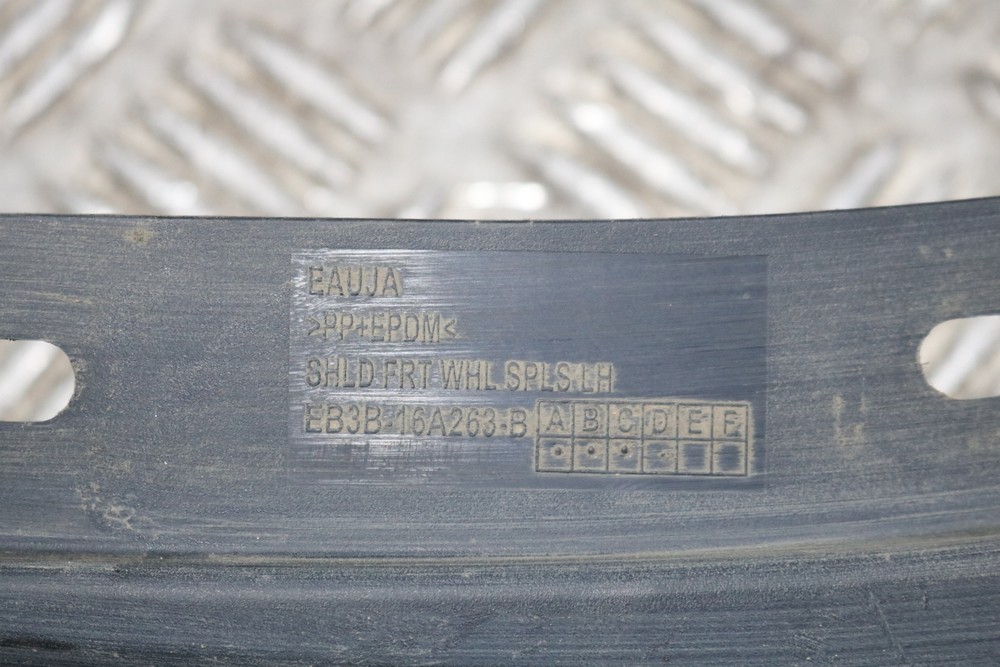 EAUJA
>PP+EPDM<
SHLD FRT WHL SPLS LH
EB3B-16A263-B A B C D E F